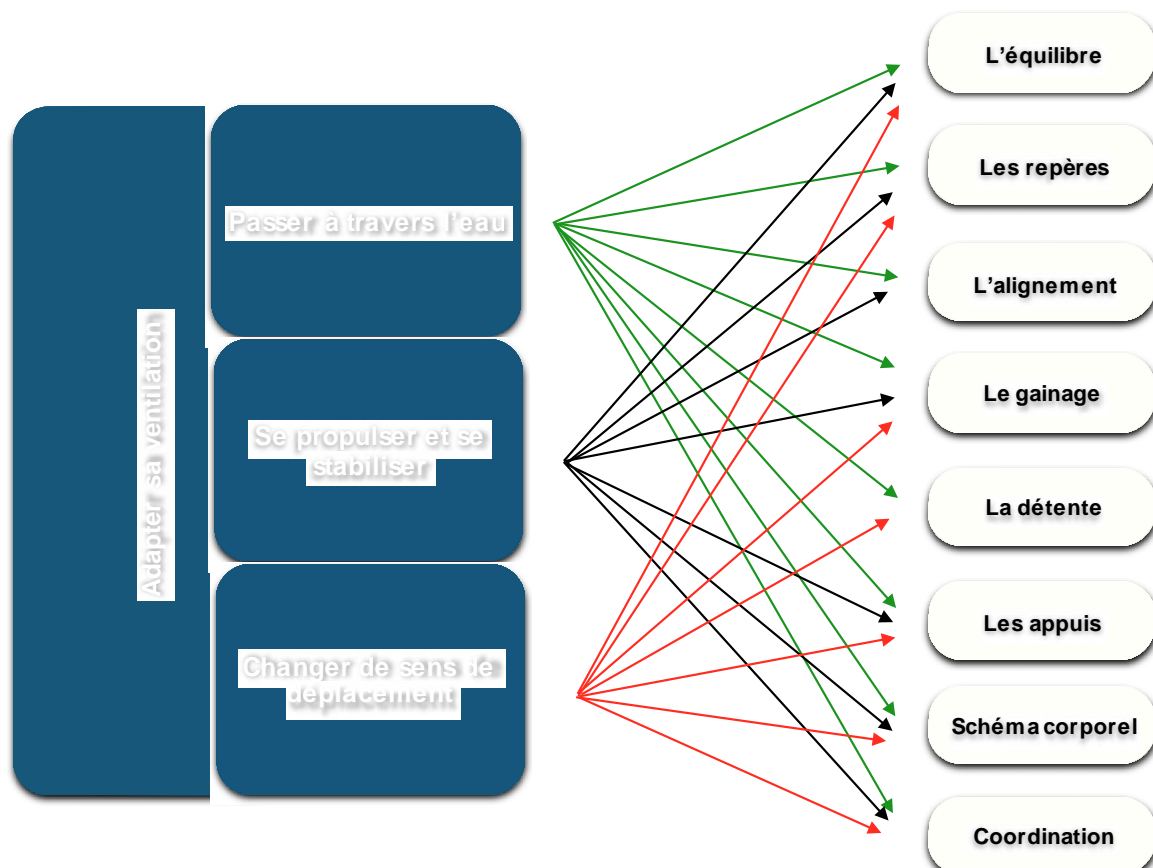 Adapter sa ventilation
Passer à travers l'eau
Se propulser et se
stabiliser
Changer de sens de
déplacement
L'équilibre
Les repères
L'alignement
Le gainage
La détente
Les appuis
Schéma corporel
Coordination